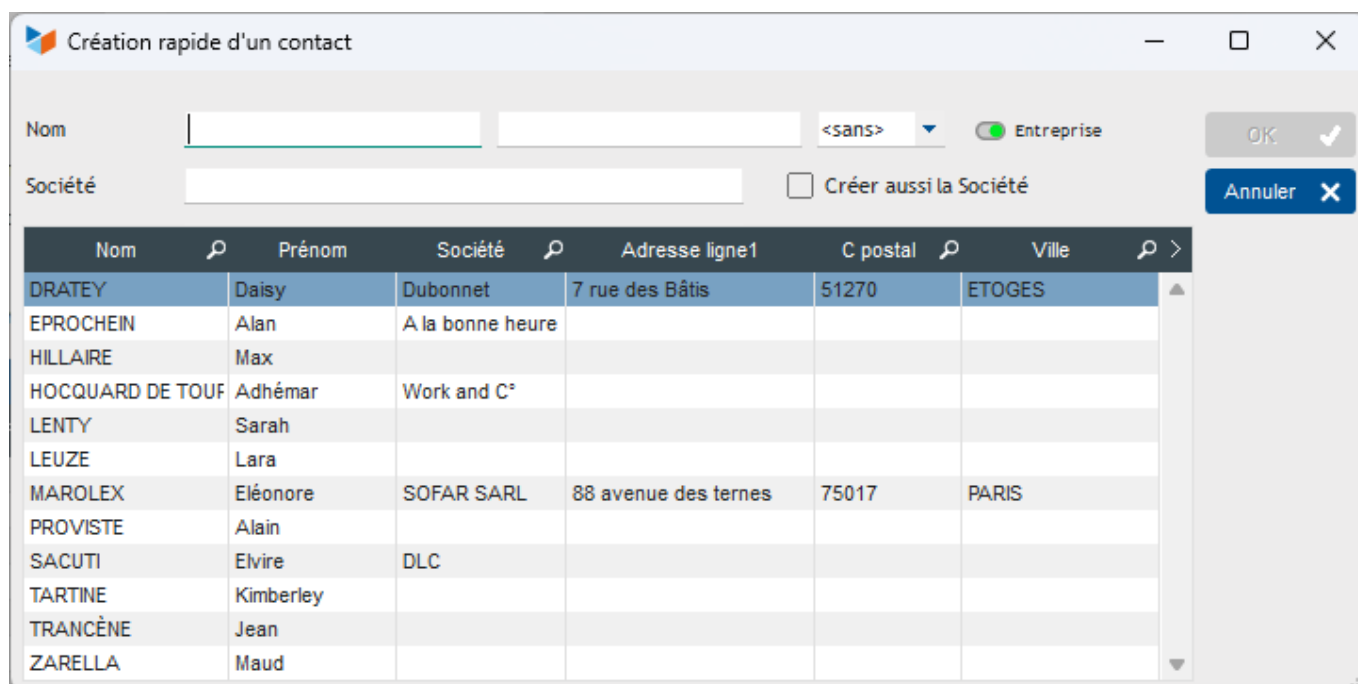 Création rapide d'un contact
Nom <sans> Entreprise OK
Société Créer aussi la Société Annuler
Nom Prénom Société Adresse ligne1 C postal Ville
DRATEY Daisy Dubonnet 7 rue des Bâtis 51270 ETOGES
EPROCHEIN Alan A la bonne heure
HILLAIRE Max
HOCQUARD DE TOUR Adhémar Work and C°
LENTY Sarah
LEUZE Lara
MAROLEX Eléonore SOFAR SARL 88 avenue des ternes 75017 PARIS
PROVISTE Alain
SACUTI Elvire DLC
TARTINE Kimberley
TRANCÈNE Jean
ZARELLA Maud